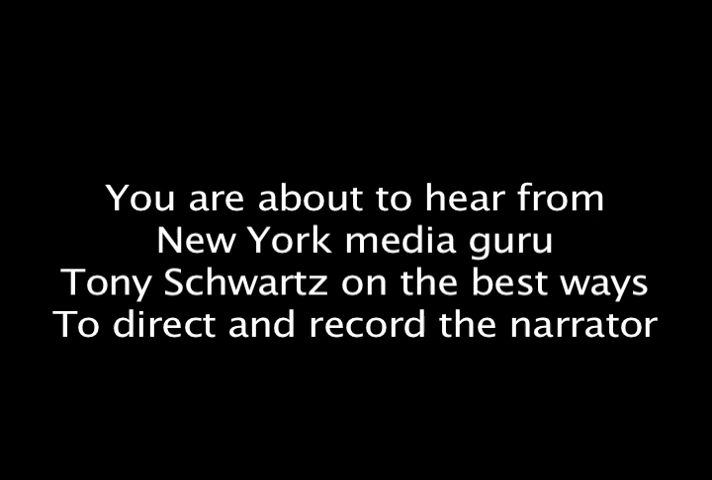 You are about to hear from
New York media guru
Tony Schwartz on the best ways
To direct and record the narrator